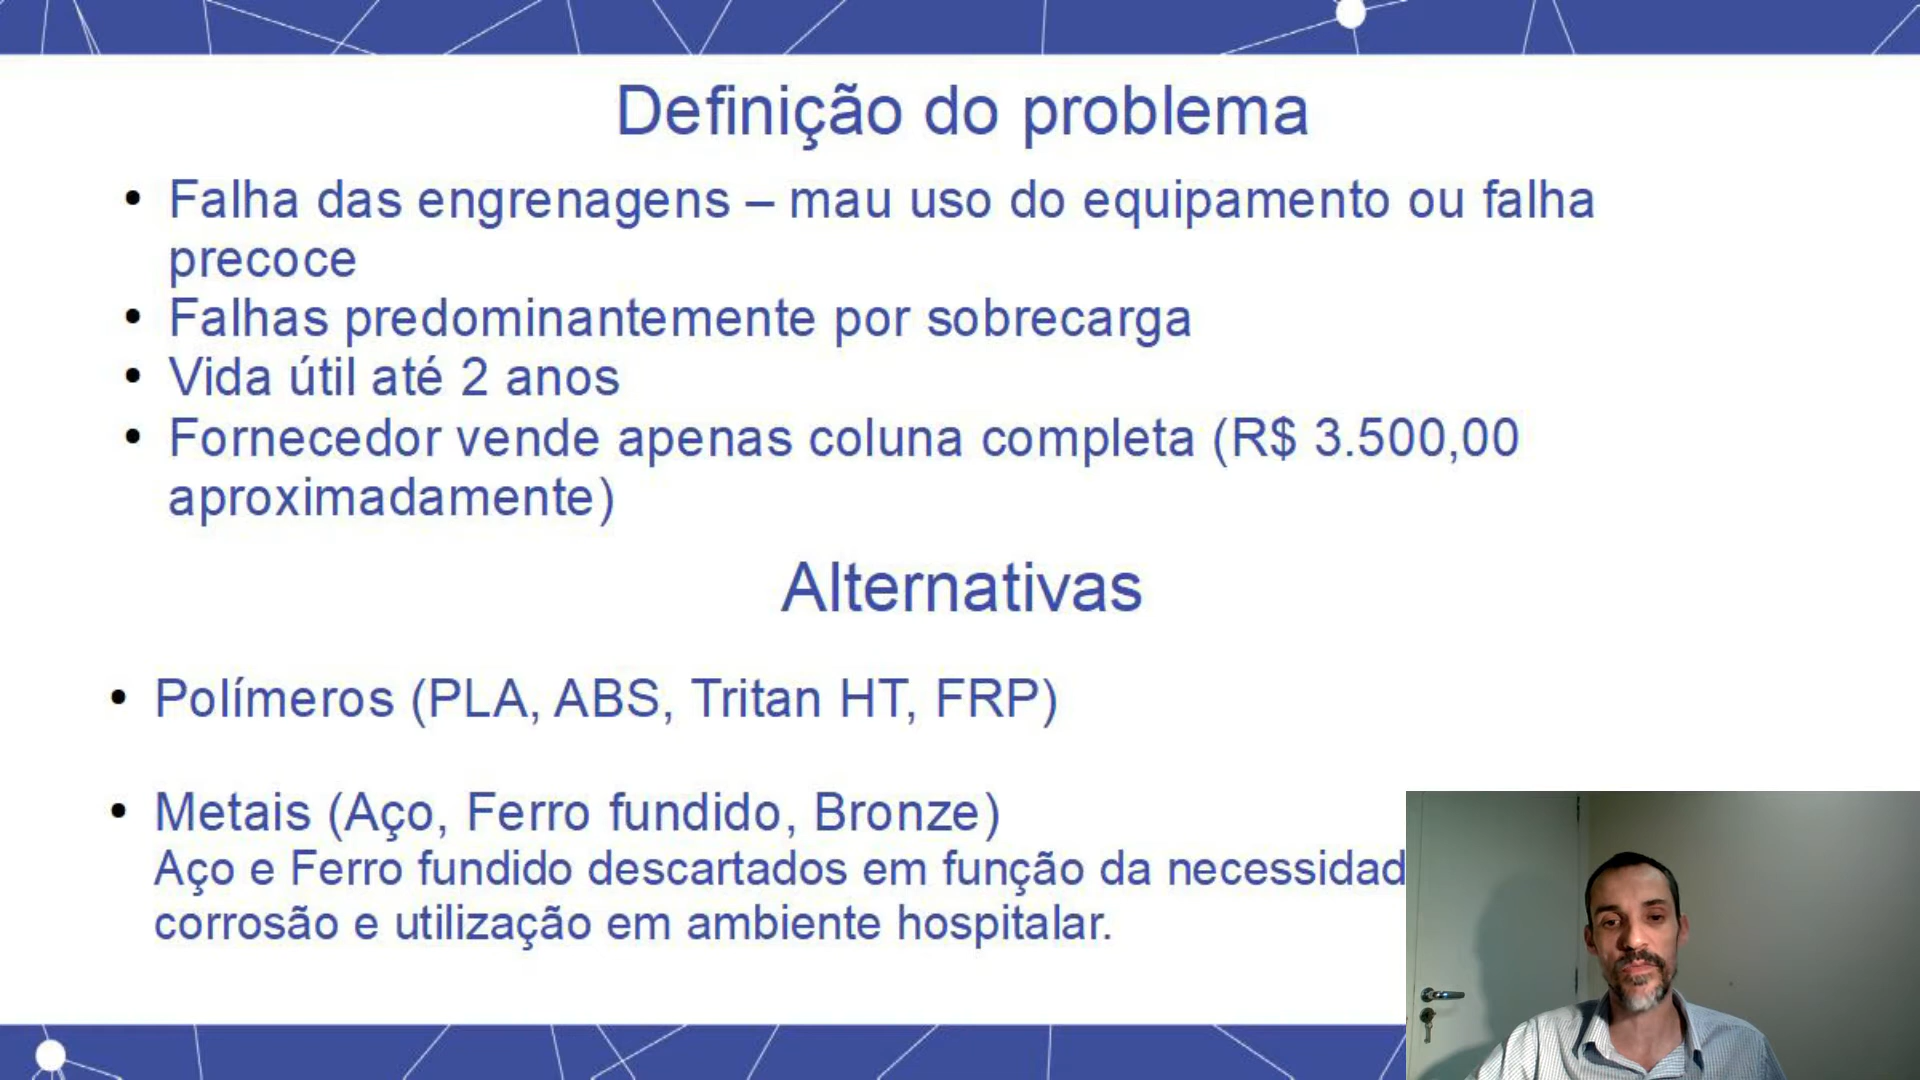 Definição do problema
• Falha das engrenagens – mau uso do equipamento ou falha
precoce
• Falhas predominantemente por sobrecarga
• Vida útil até 2 anos
• Fornecedor vende apenas coluna completa (R$ 3.500,00
aproximadamente)
Alternativas
• Polímeros (PLA, ABS, Tritan HT, FRP)
• Metais (Aço, Ferro fundido, Bronze)
Aço e Ferro fundido descartados em função da necessidad
corrosão e utilização em ambiente hospitalar.